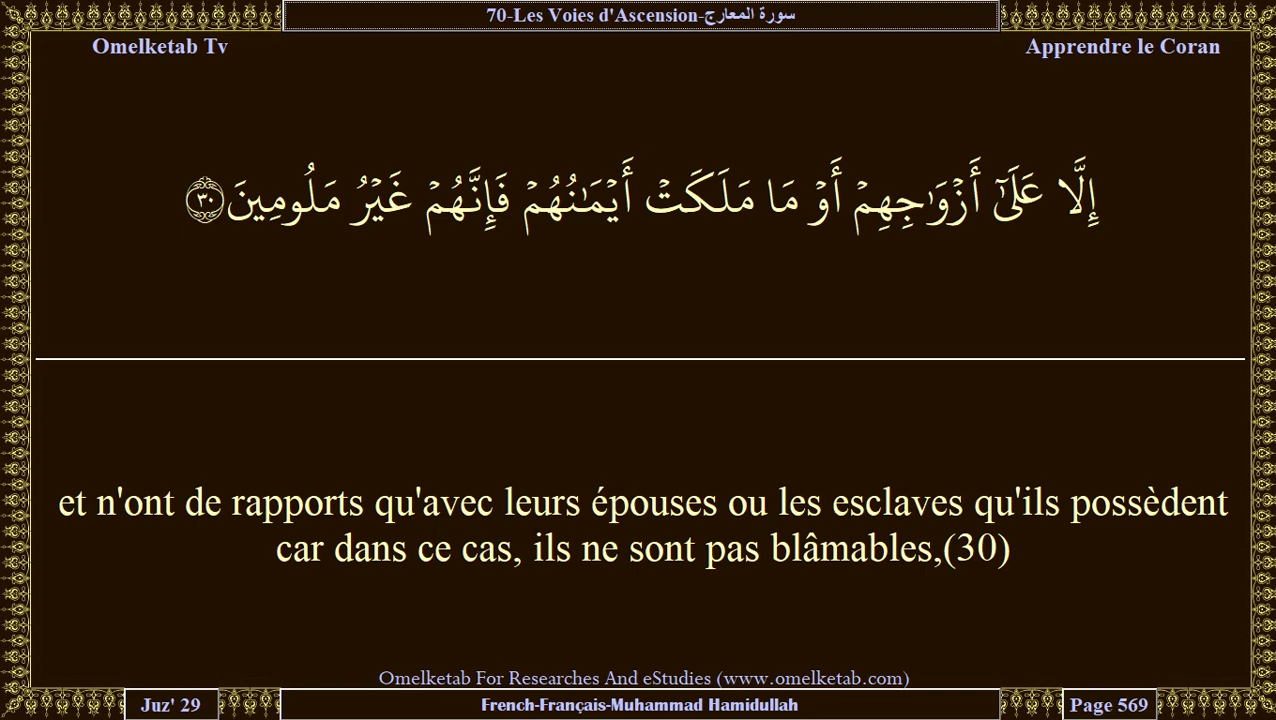 70-Les Voies d'Ascension-سورة المعارج
Omelketab Tv
Apprendre le Coran
إِلَّا عَلَىٰٓ أَزۡوَٰجِهِمۡ أَوۡ مَا مَلَكَتۡ أَيۡمَٰنُهُمۡ فَإِنَّهُمۡ غَيۡرُ مَلُومِينَ ٣٠
et n'ont de rapports qu'avec leurs épouses ou les esclaves qu'ils possèdent
car dans ce cas, ils ne sont pas blâmables,(30)
Omelketab For Researches And eStudies (www.omelketab.com)
Juz' 29
French-Français-Muhammad Hamidullah
Page 569